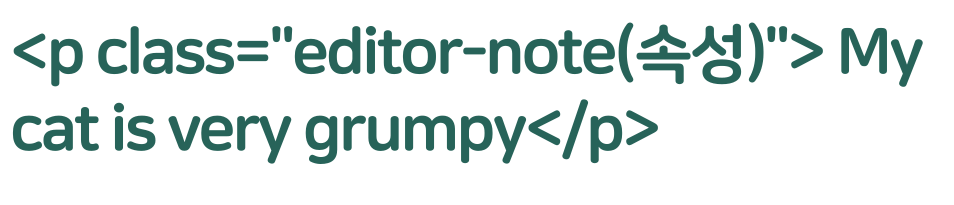 <p class="editor-note(속성)"> My
cat is very grumpy</p>